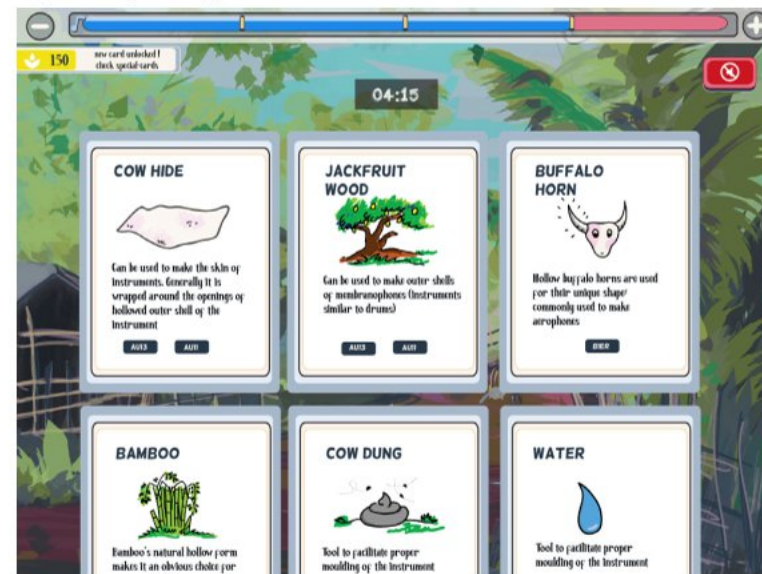 150
new card unlocked !
check special-cards
04:15
COW HIDE
Can be used to make the skin of
instruments. Generally it is
wrapped around the openings of
hollowed outer shell of the
instrument
AU13 AU11
JACKFRUIT
WOOD
Can be used to make outer shells
of membranophones (instruments
similar to drums)
AU13 AU11
BUFFALO
HORN
Hollow buffalo horns are used
for their unique shape/
commonly used to make
aerophones
BAMBOO
Bamboo's natural hollow form
makes it an obvious choice for
COW DUNG
Tool to facilitate proper
moulding of the instrument
WATER
Tool to facilitate proper
moulding of the instrument